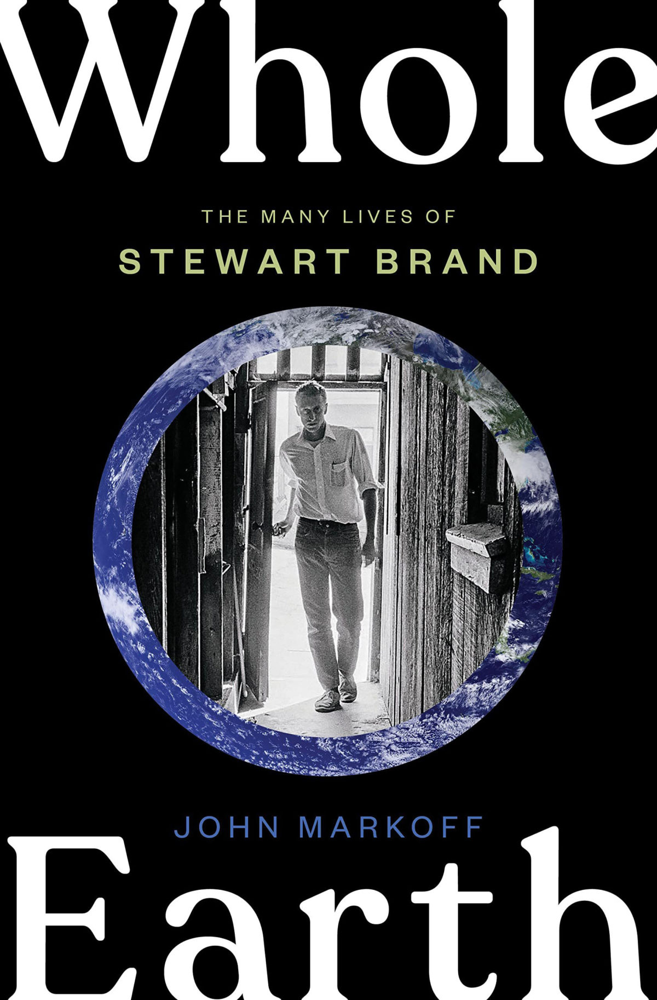 Whole
THE MANY LIVES OF
STEWART BRAND
JOHN MARKOFF
Earth